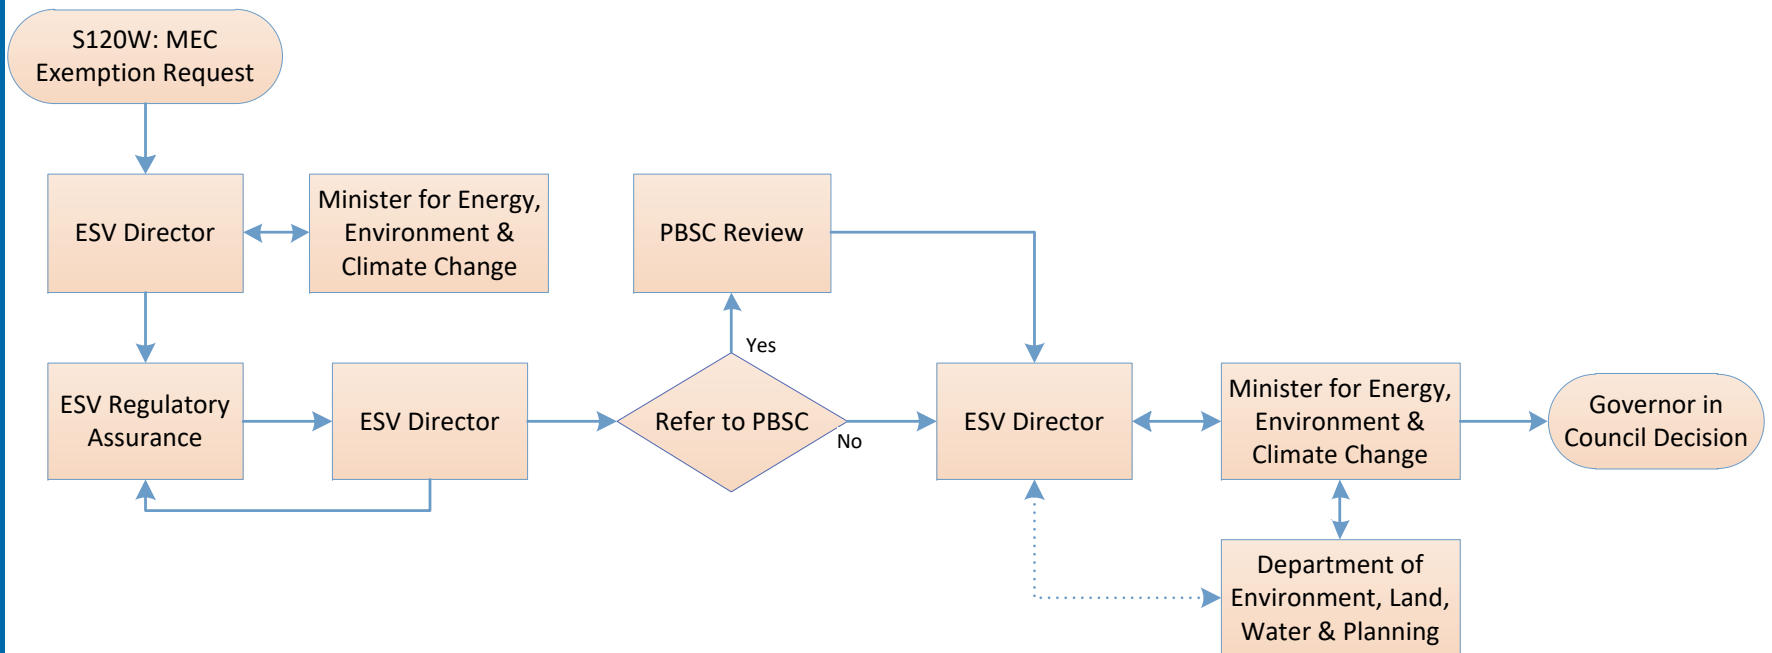 S120W: MEC
Exemption Request
ESV Director
Minister for Energy,
Environment &
Climate Change
PBSC Review
Yes
ESV Regulatory
Assurance
ESV Director
Refer to PBSC
No
ESV Director
Minister for Energy,
Environment &
Climate Change
Governor in
Council Decision
Department of
Environment, Land,
Water & Planning